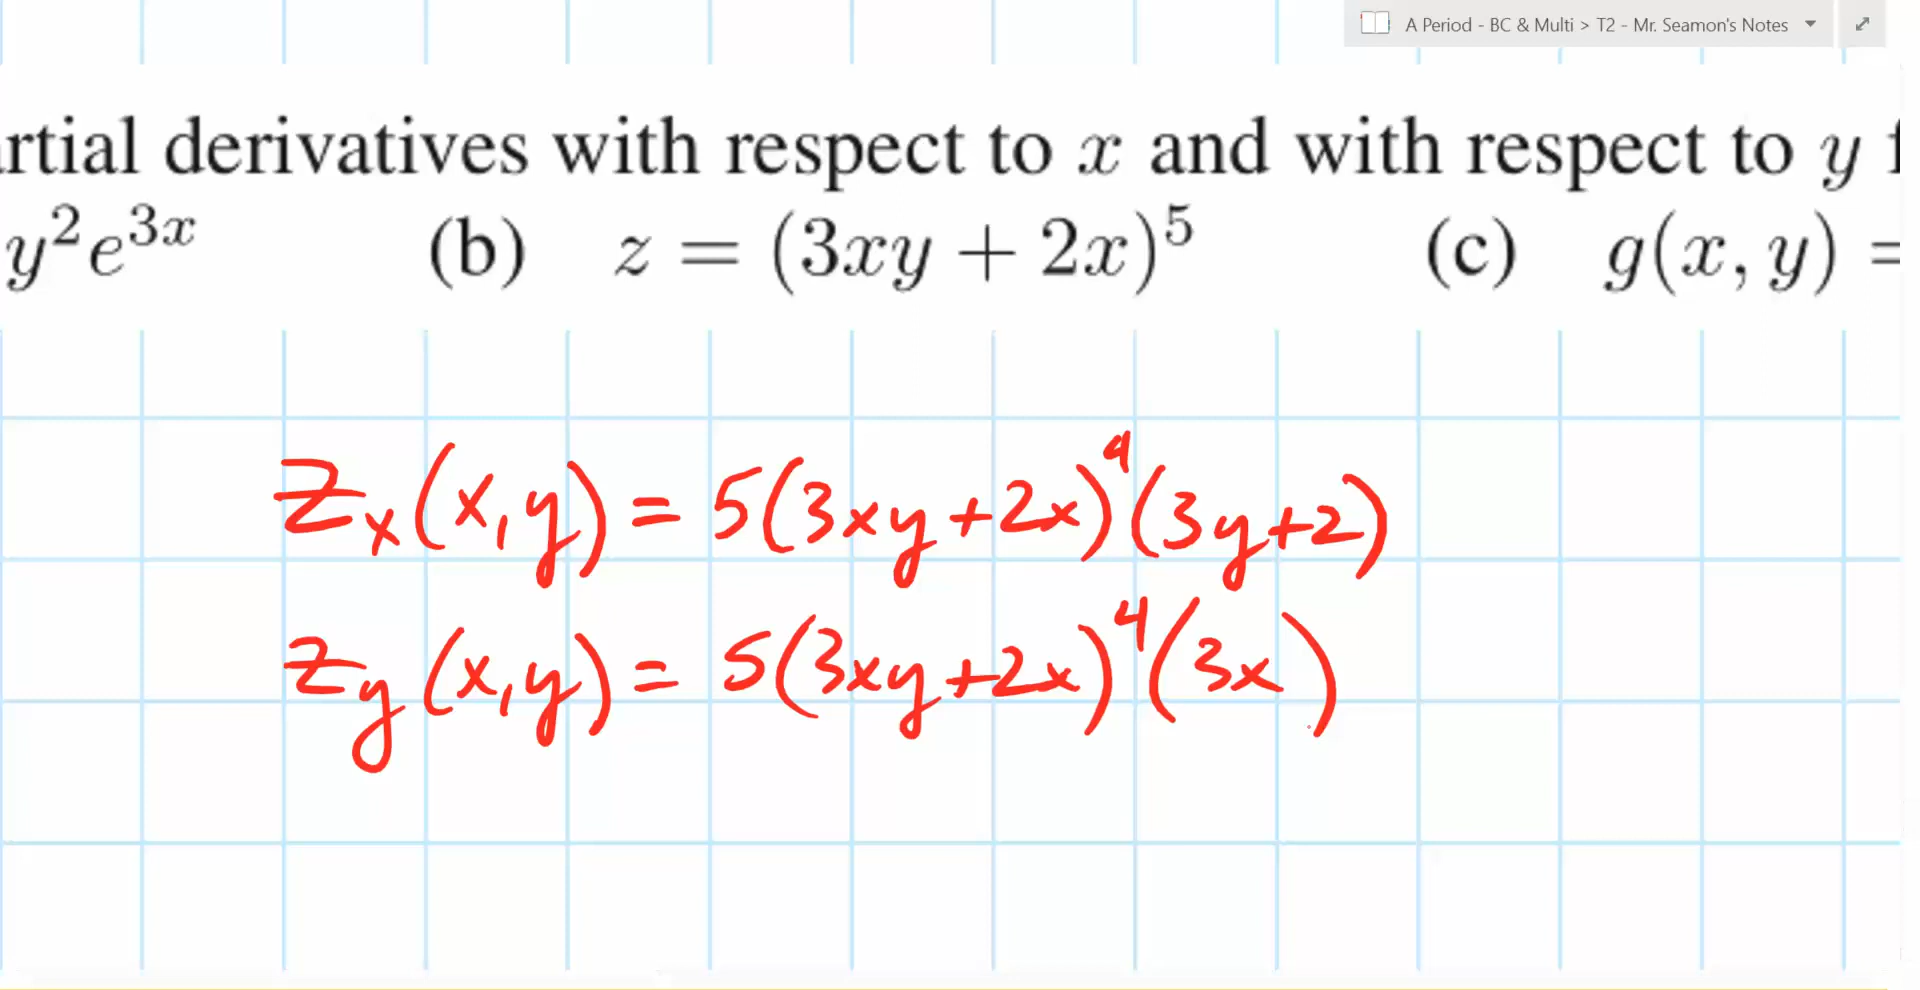 A Period - BC & Multi > T2 - Mr. Seamon's Notes
rtial derivatives with respect to x and with respect to y
y²e³ˣ (b) z = (3xy + 2x)⁵ (c) g(x, y) =
Zₓ(x,y) = 5(3xy+2x)⁴(3y+2)
Zy(x,y) = 5(3xy+2x)⁴(3x)